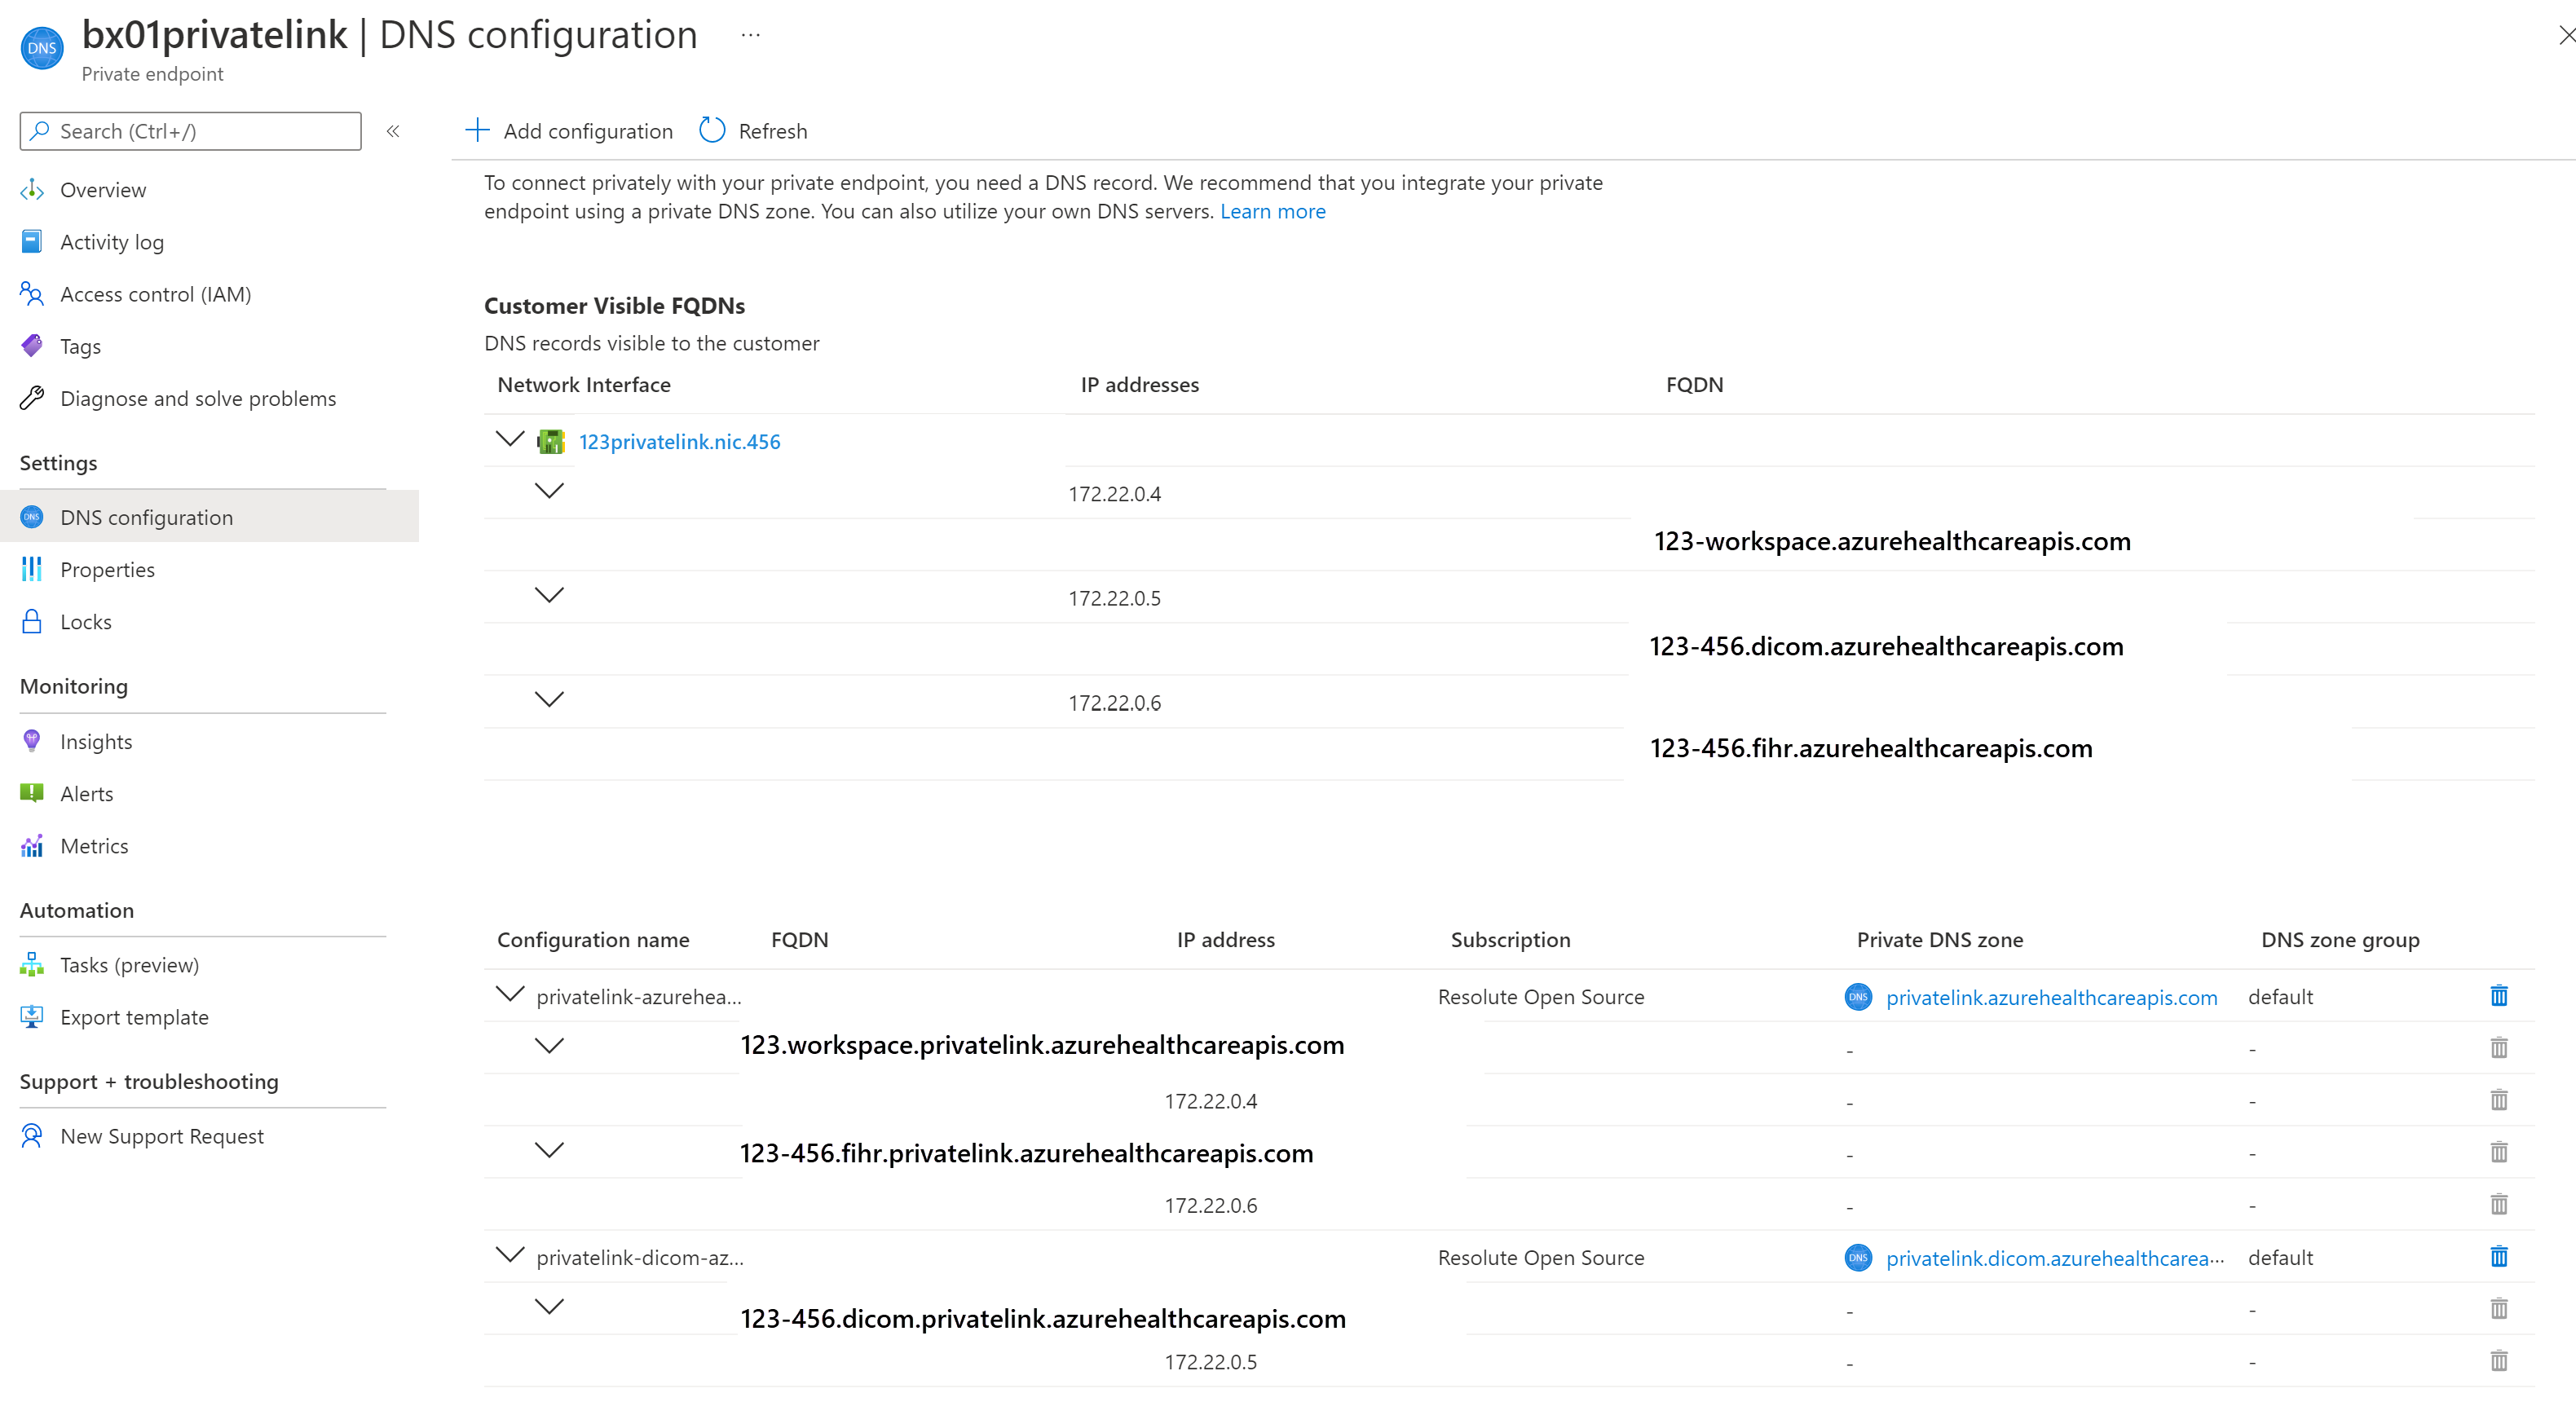 DNS
bx01privatelink | DNS configuration ...
Private endpoint
Search (Ctrl+/)
Overview
Activity log
Access control (IAM)
Tags
Diagnose and solve problems
Settings
DNS configuration
Properties
Locks
Monitoring
Insights
Alerts
Metrics
Automation
Tasks (preview)
Export template
Support + troubleshooting
New Support Request
Add configuration Refresh
To connect privately with your private endpoint, you need a DNS record. We recommend that you integrate your private
endpoint using a private DNS zone. You can also utilize your own DNS servers. Learn more
Customer Visible FQDNs
DNS records visible to the customer
Network Interface IP addresses FQDN
123privatelink.nic.456
172.22.0.4
123-workspace.azurehealthcareapis.com
172.22.0.5
123-456.dicom.azurehealthcareapis.com
172.22.0.6
123-456.fihr.azurehealthcareapis.com
Configuration name FQDN IP address Subscription Private DNS zone DNS zone group
privatelink-azurehea... Resolute Open Source DNS privatelink.azurehealthcareapis.com default
123.workspace.privatelink.azurehealthcareapis.com - -
172.22.0.4 - -
123-456.fihr.privatelink.azurehealthcareapis.com - -
172.22.0.6 - -
privatelink-dicom-az... Resolute Open Source DNS privatelink.dicom.azurehealthcarea... default
123-456.dicom.privatelink.azurehealthcareapis.com - -
172.22.0.5 - -